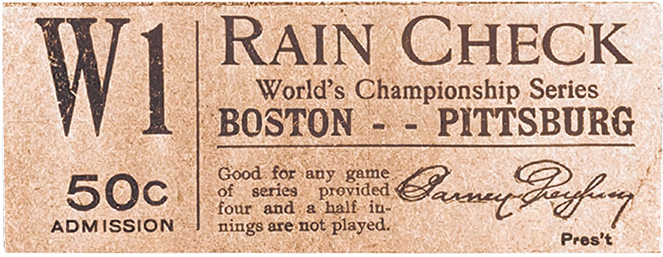 W1
50c
ADMISSION
RAIN CHECK
World's Championship Series
BOSTON - - PITTSBURG
Good for any game
of series provided
four and a half in-
nings are not played.
Barney Dreyfuss
Pres't